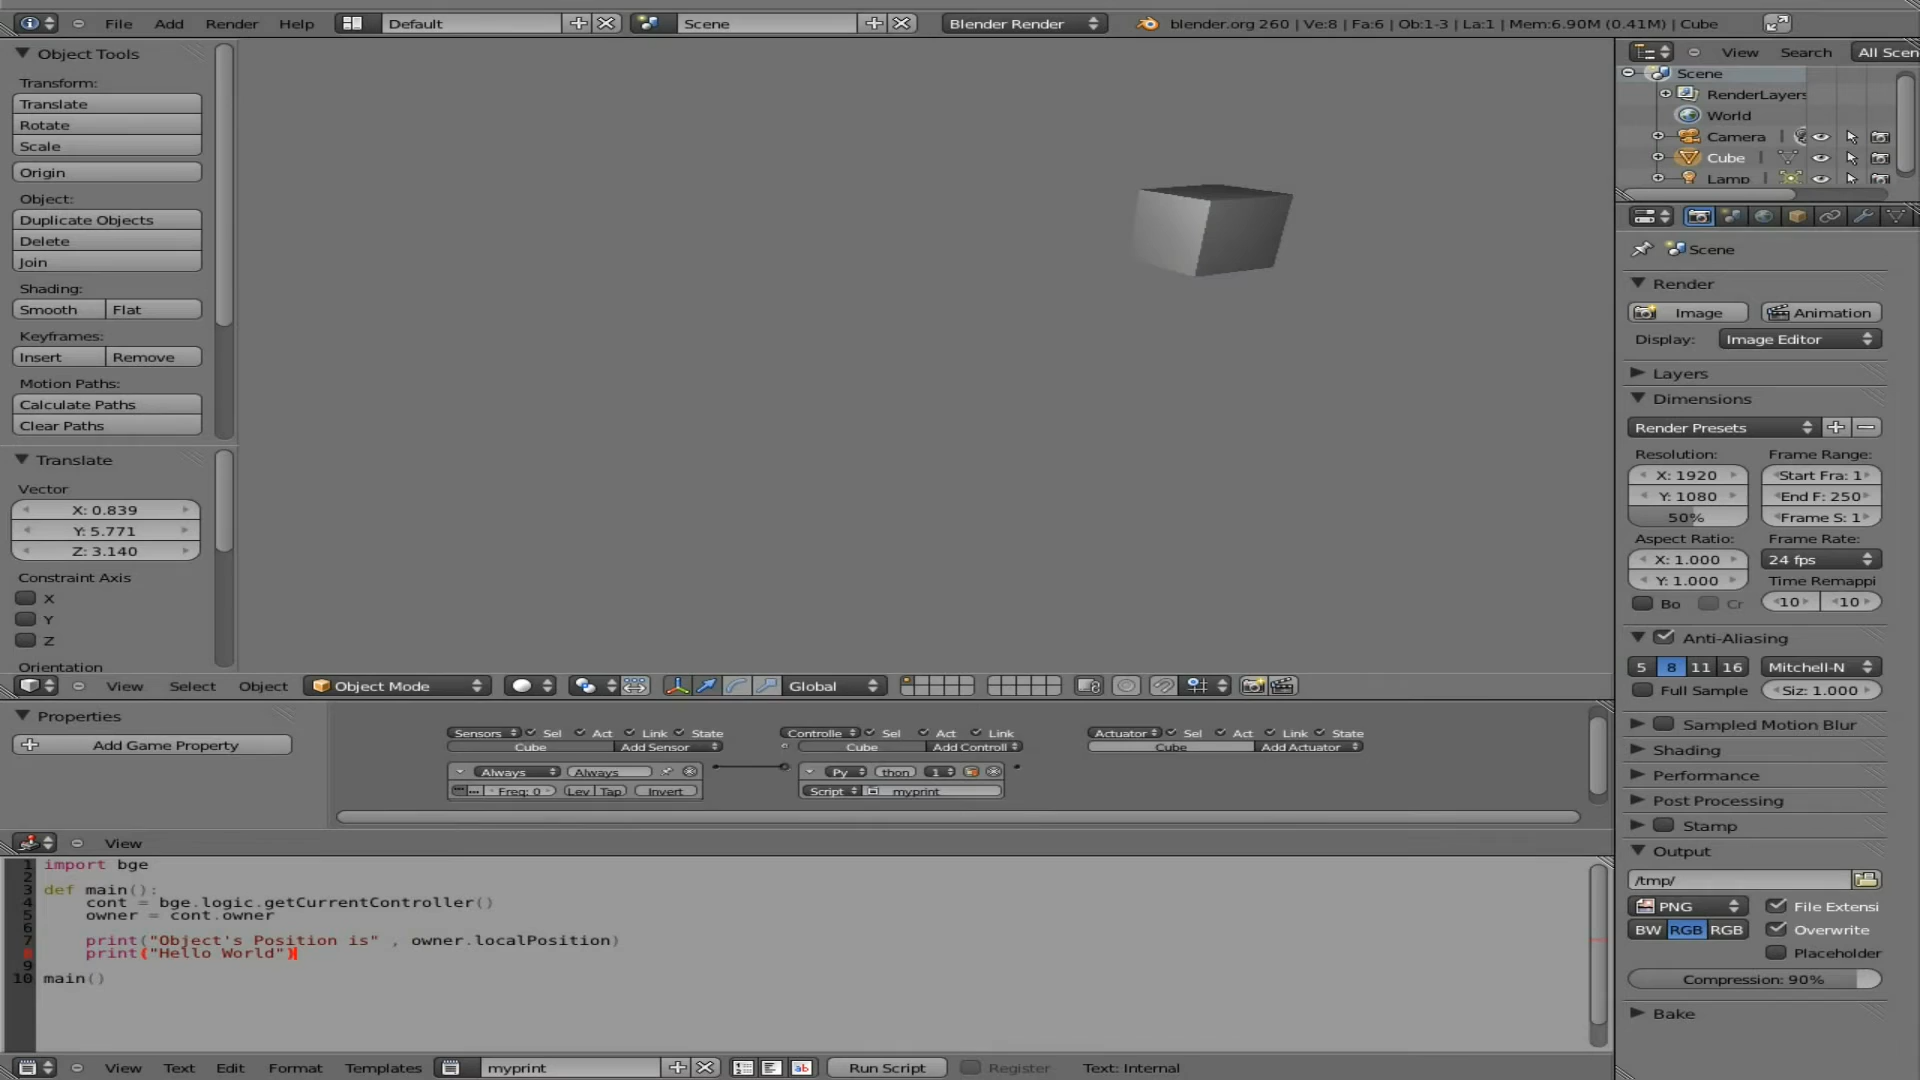 File Add Render Help Default Scene Blender Render blender.org 260 | Ve:8 | Fa:6 | Ob:1-3 | La:1 | Mem:6.90M (0.41M) | Cube
Object Tools
Transform:
Translate
Rotate
Scale
Origin
Object:
Duplicate Objects
Delete
Join
Shading:
Smooth Flat
Keyframes:
Insert Remove
Motion Paths:
Calculate Paths
Clear Paths
Translate
Vector
X: 0.839
Y: 5.771
Z: 3.140
Constraint Axis
X
Y
Z
Orientation
View Select Object Object Mode Global
View Search All Scen
Scene
RenderLayers
World
Camera
Cube
Lamp
Scene
Render
Image Animation
Display: Image Editor
Layers
Dimensions
Render Presets
Resolution: Frame Range:
X: 1920 Start Fra: 1
Y: 1080 End F: 250
50% Frame S: 1
Aspect Ratio: Frame Rate:
X: 1.000 24 fps
Y: 1.000 Time Remappi
Bo Cr 10 10
Anti-Aliasing
5 8 11 16 Mitchell-N
Full Sample Siz: 1.000
Sampled Motion Blur
Shading
Performance
Post Processing
Stamp
Output
/tmp/
PNG File Extensi
BW RGB RGB Overwrite
Placeholder
Compression: 90%
Bake
Properties
Add Game Property
Sensors Sel Act Link State Controlle Sel Act Link Actuator Sel Act Link State
Cube Add Sensor Cube Add Controll Cube Add Actuator
Always Always Py thon 1
Freq: 0 Lev Tap Invert Script myprint
View
1 import bge
2
3 def main():
4 cont = bge.logic.getCurrentController()
5 owner = cont.owner
6
7 print("Object's Position is" , owner.localPosition)
8 print("Hello World")
9
10 main()
View Text Edit Format Templates myprint Run Script Register Text: Internal